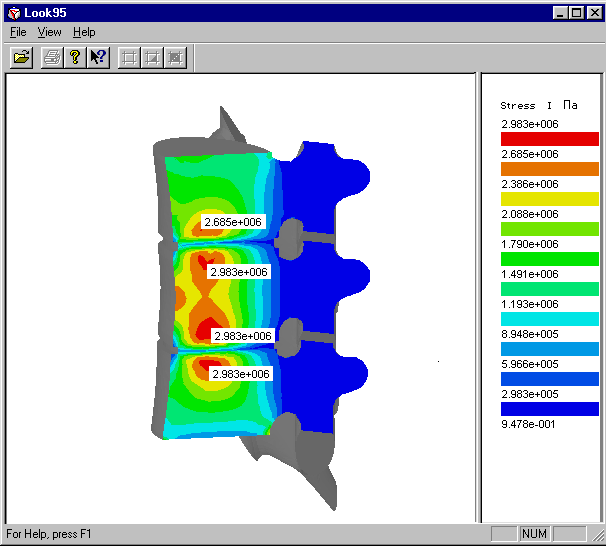 Look95
File View Help
2.685e+006
2.983e+006
2.983e+006
2.983e+006
Stress I Па
2.983e+006
2.685e+006
2.386e+006
2.088e+006
1.790e+006
1.491e+006
1.193e+006
8.948e+005
5.966e+005
2.983e+005
9.478e-001
For Help, press F1
NUM